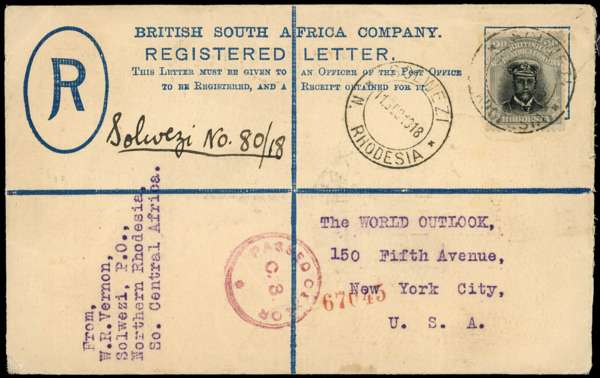 BRITISH SOUTH AFRICA COMPANY.
REGISTERED LETTER.
THIS LETTER MUST BE GIVEN TO AN OFFICER OF THE POST OFFICE
TO BE REGISTERED, AND A RECEIPT OBTAINED FOR IT.
R
Solwezi No. 80/18
RHODESIA
RHODESIA
From,
W.R.Vernon,
Solwezi, P.O.,
Northern Rhodesia.
So. Central Africa.
PASSED CENSOR
C. 3.
67045
The WORLD OUTLOOK,
150 Fifth Avenue,
New York City,
U. S. A.